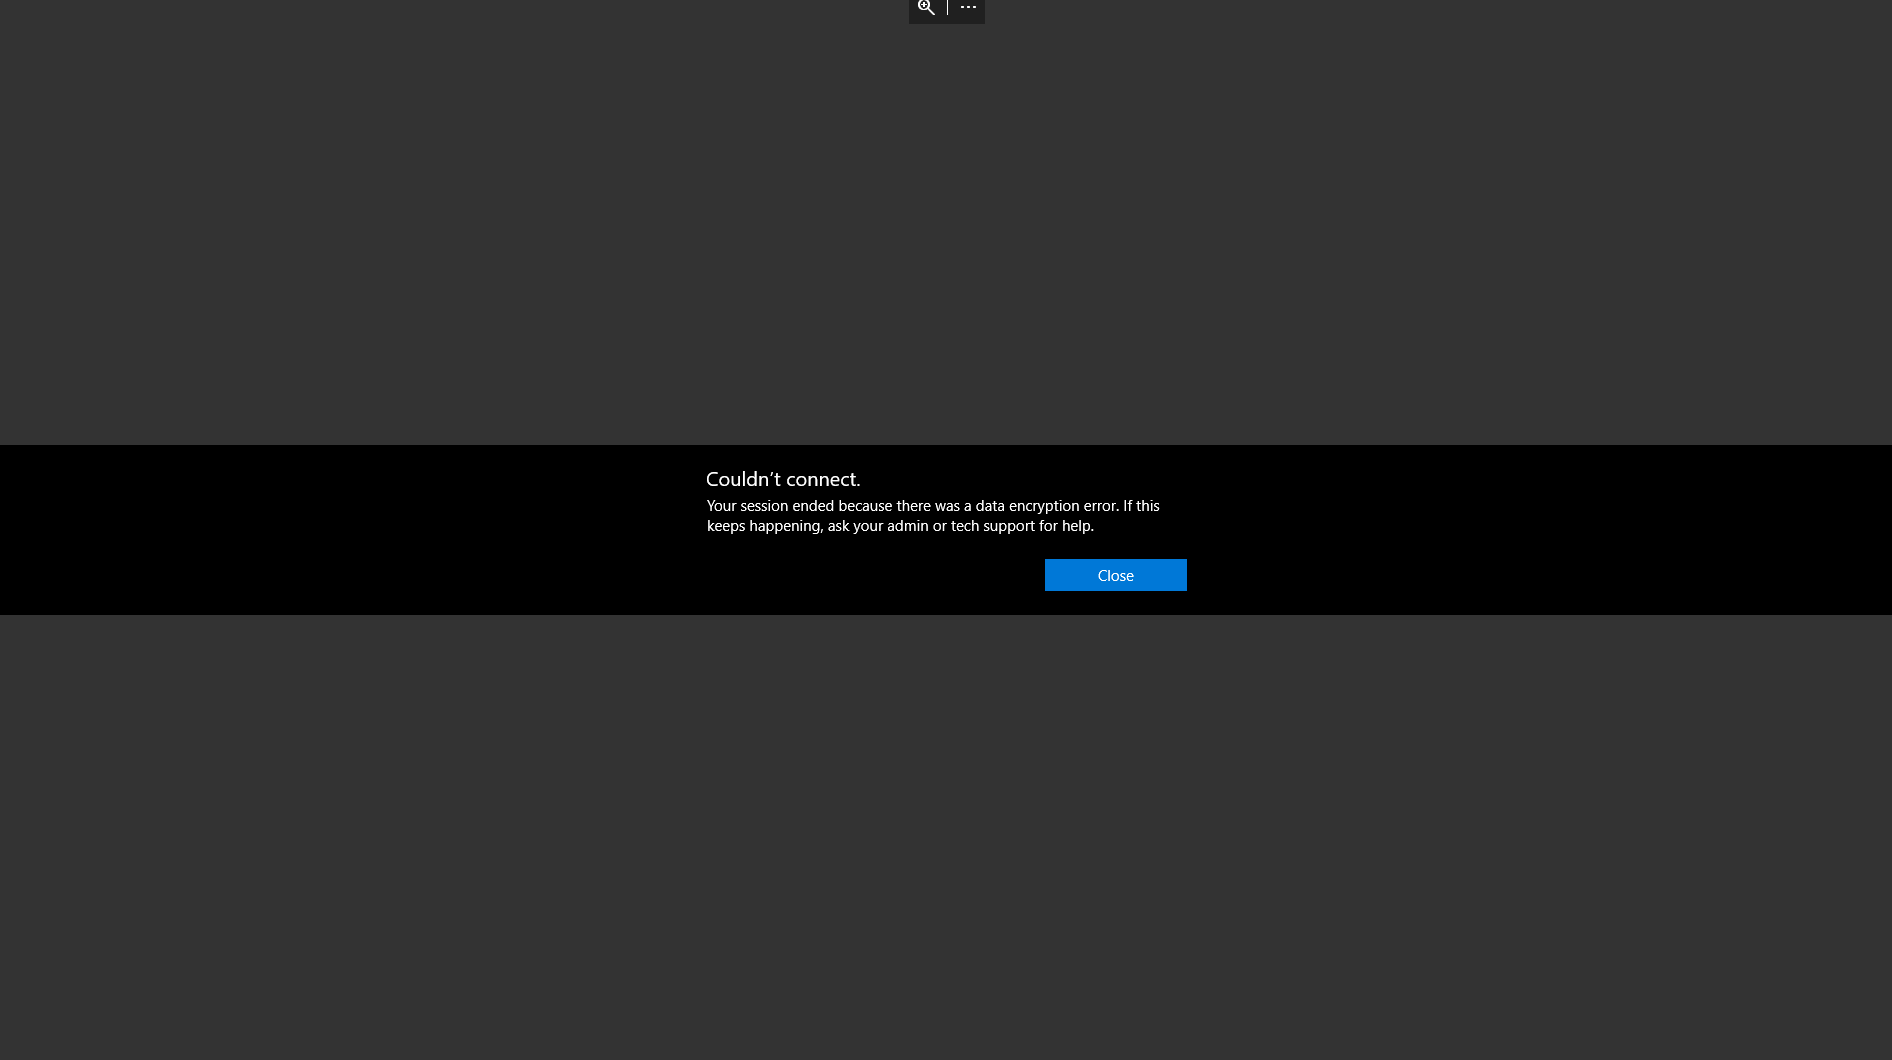 Couldn’t connect.
Your session ended because there was a data encryption error. If this
keeps happening, ask your admin or tech support for help.
Close